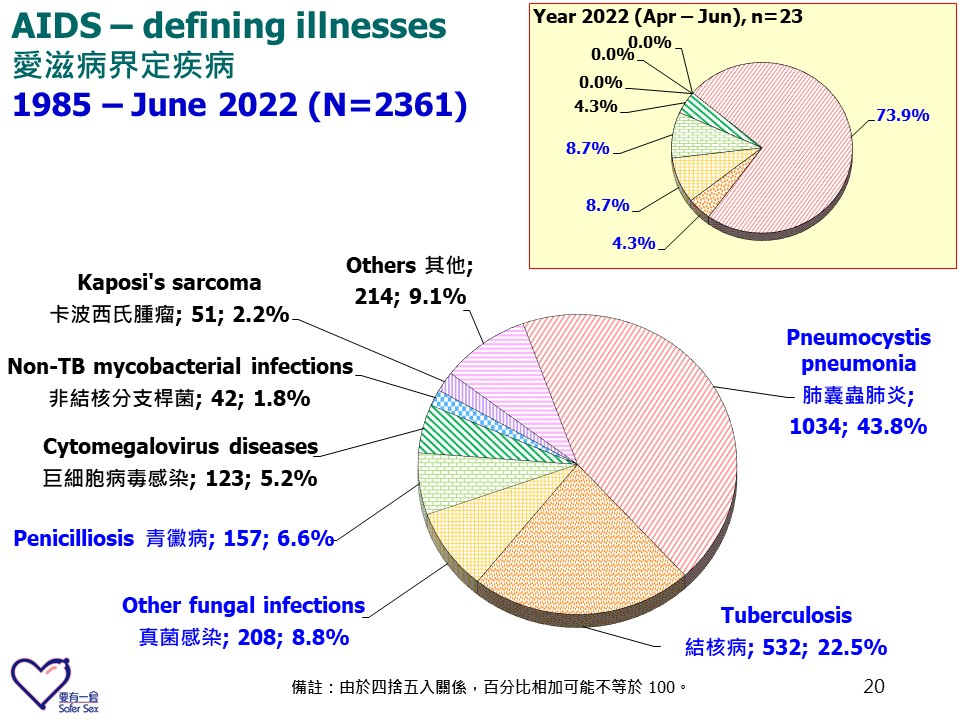 AIDS – defining illnesses
愛滋病界定疾病
1985 – June 2022 (N=2361)
Year 2022 (Apr – Jun), n=23
0.0%
0.0%
0.0%
4.3%
73.9%
8.7%
8.7%
4.3%
Others 其他;
214; 9.1%
Kaposi's sarcoma
卡波西氏腫瘤; 51; 2.2%
Non-TB mycobacterial infections
非結核分支桿菌; 42; 1.8%
Cytomegalovirus diseases
巨細胞病毒感染; 123; 5.2%
Penicilliosis 青黴病; 157; 6.6%
Other fungal infections
真菌感染; 208; 8.8%
Pneumocystis
pneumonia
肺囊蟲肺炎;
1034; 43.8%
Tuberculosis
結核病; 532; 22.5%
要有一套
Safer Sex
備註：由於四捨五入關係，百分比相加可能不等於 100。
20